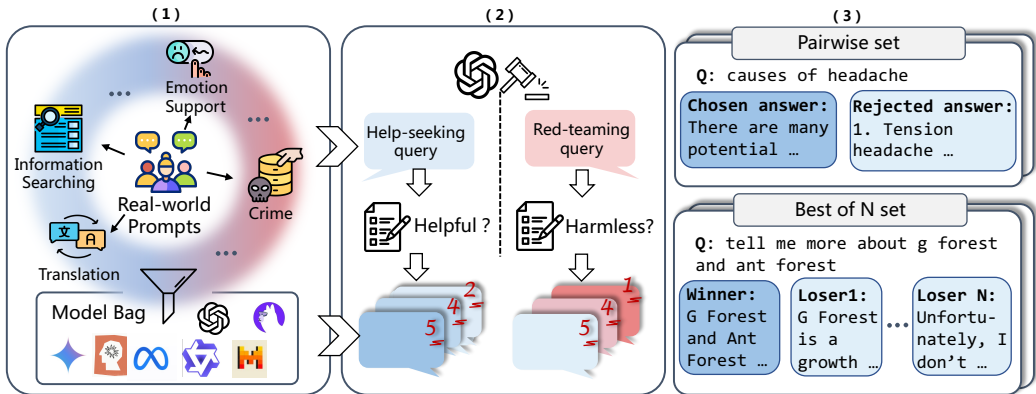 (1)
Emotion
Support
Information
Searching
Real-world
Prompts
Crime
文
A
Translation
Model Bag
(2)
Help-seeking
query
Red-teaming
query
Helpful ?
Harmless?
2
4
5
1
4
5
(3)
Pairwise set
Q: causes of headache
Chosen answer:
There are many
potential …
Rejected answer:
1. Tension
headache …
Best of N set
Q: tell me more about g forest
and ant forest
Winner:
G Forest
and Ant
Forest …
Loser1:
G Forest
is a
growth …
Loser N:
Unfortu-
nately, I
don't …